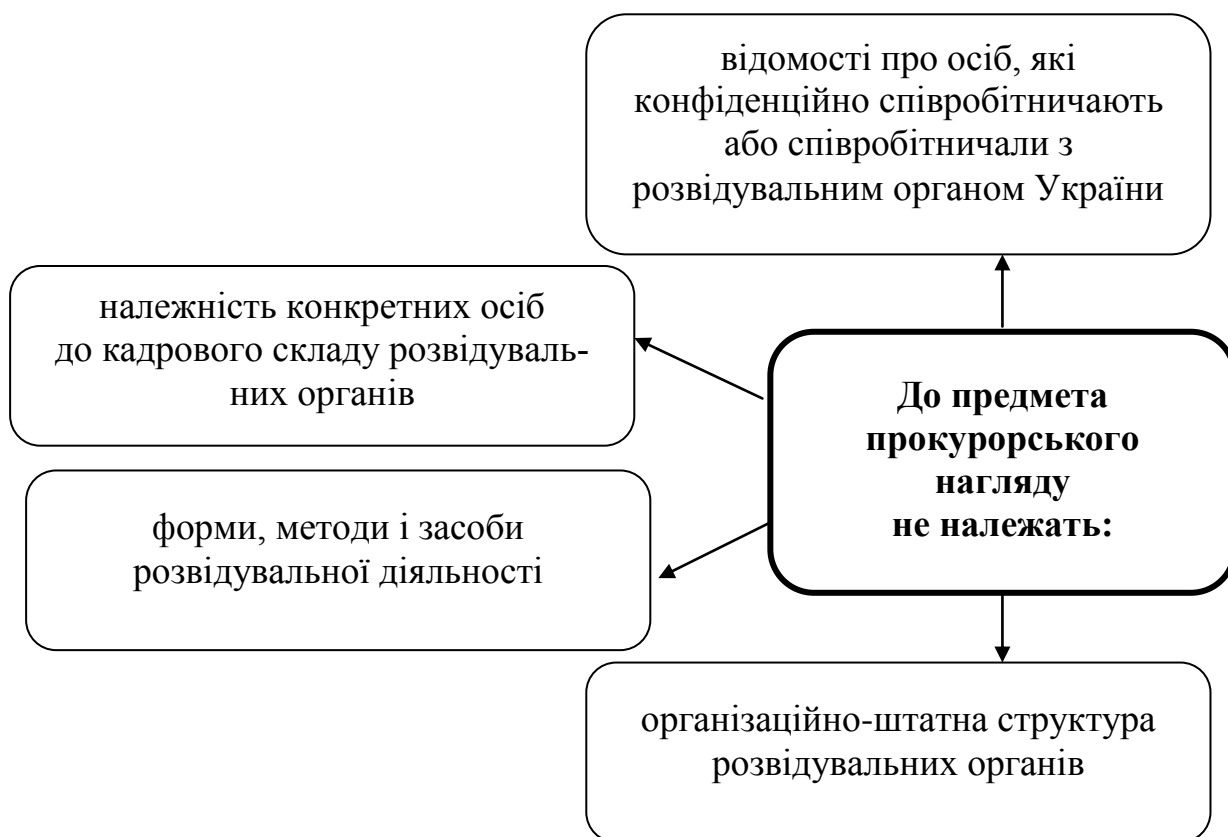 відомості про осіб, які
конфіденційно співробітничають
або співробітничали з
розвідувальним органом України
належність конкретних осіб
до кадрового складу розвідуваль-
них органів
До предмета
прокурорського
нагляду
не належать:
форми, методи і засоби
розвідувальної діяльності
організаційно-штатна структура
розвідувальних органів